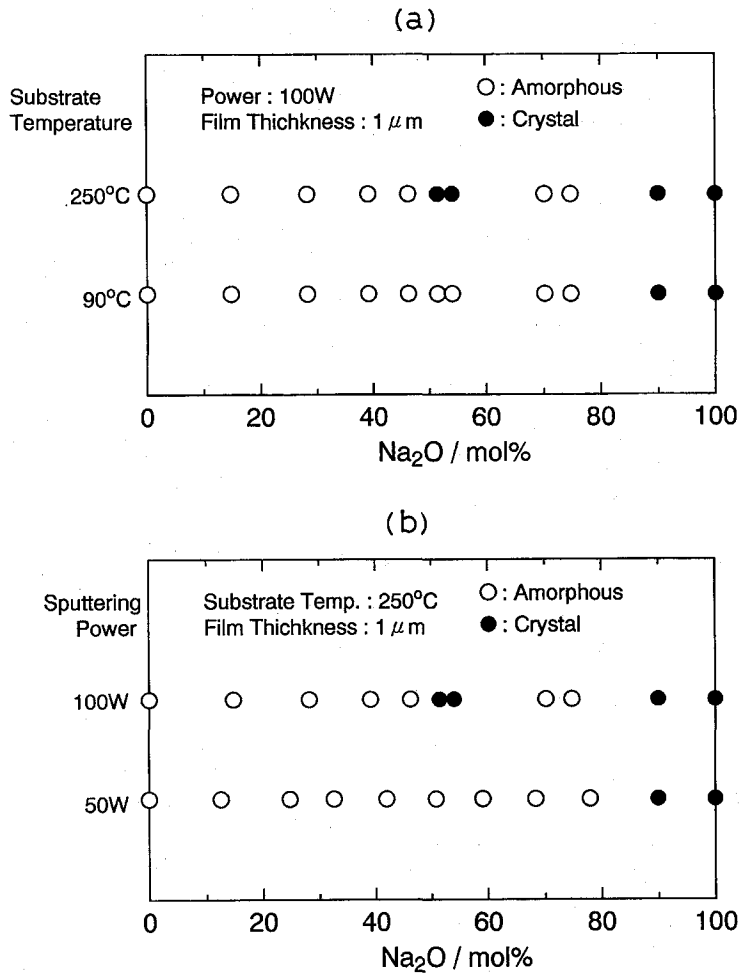 (a)
Substrate
Temperature
Power : 100W
Film Thichkness : 1 μm
○ : Amorphous
● : Crystal
250°C
90°C
0 20 40 60 80 100
Na₂O / mol%
(b)
Sputtering
Power
Substrate Temp. : 250°C
Film Thichkness : 1 μm
○ : Amorphous
● : Crystal
100W
50W
0 20 40 60 80 100
Na₂O / mol%